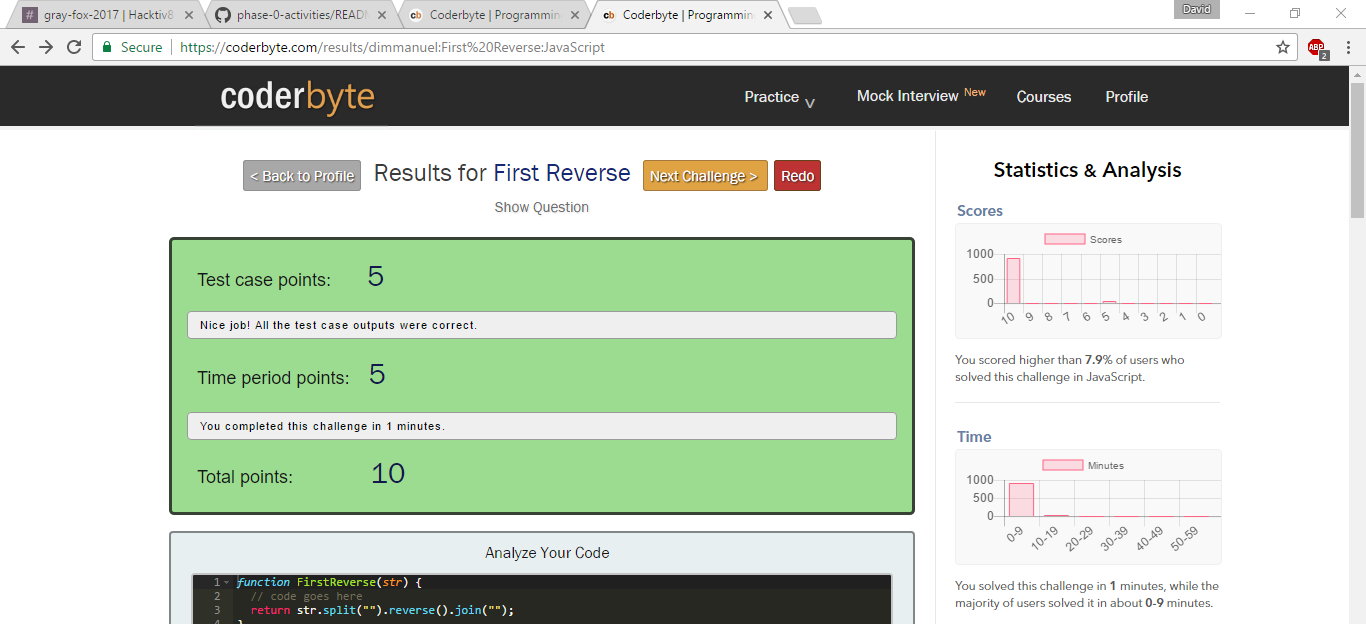 gray-fox-2017 | Hacktiv8
phase-0-activities/READM
Coderbyte | Programmin
Coderbyte | Programmin
David
Secure
https://coderbyte.com/results/dimmanuel:First%20Reverse:JavaScript
ABP
2
coderbyte
Practice
Mock Interview New
Courses
Profile
< Back to Profile
Results for First Reverse
Next Challenge >
Redo
Show Question
Test case points: 5
Nice job! All the test case outputs were correct.
Time period points: 5
You completed this challenge in 1 minutes.
Total points: 10
Analyze Your Code
1 function FirstReverse(str) {
2 // code goes here
3 return str.split("").reverse().join("");
Statistics & Analysis
Scores
Scores
1000
500
0
10 9 8 7 6 5 4 3 2 1 0
You scored higher than 7.9% of users who
solved this challenge in JavaScript.
Time
Minutes
1000
500
0
0-9 10-19 20-29 30-39 40-49 50-59
You solved this challenge in 1 minutes, while the
majority of users solved it in about 0-9 minutes.